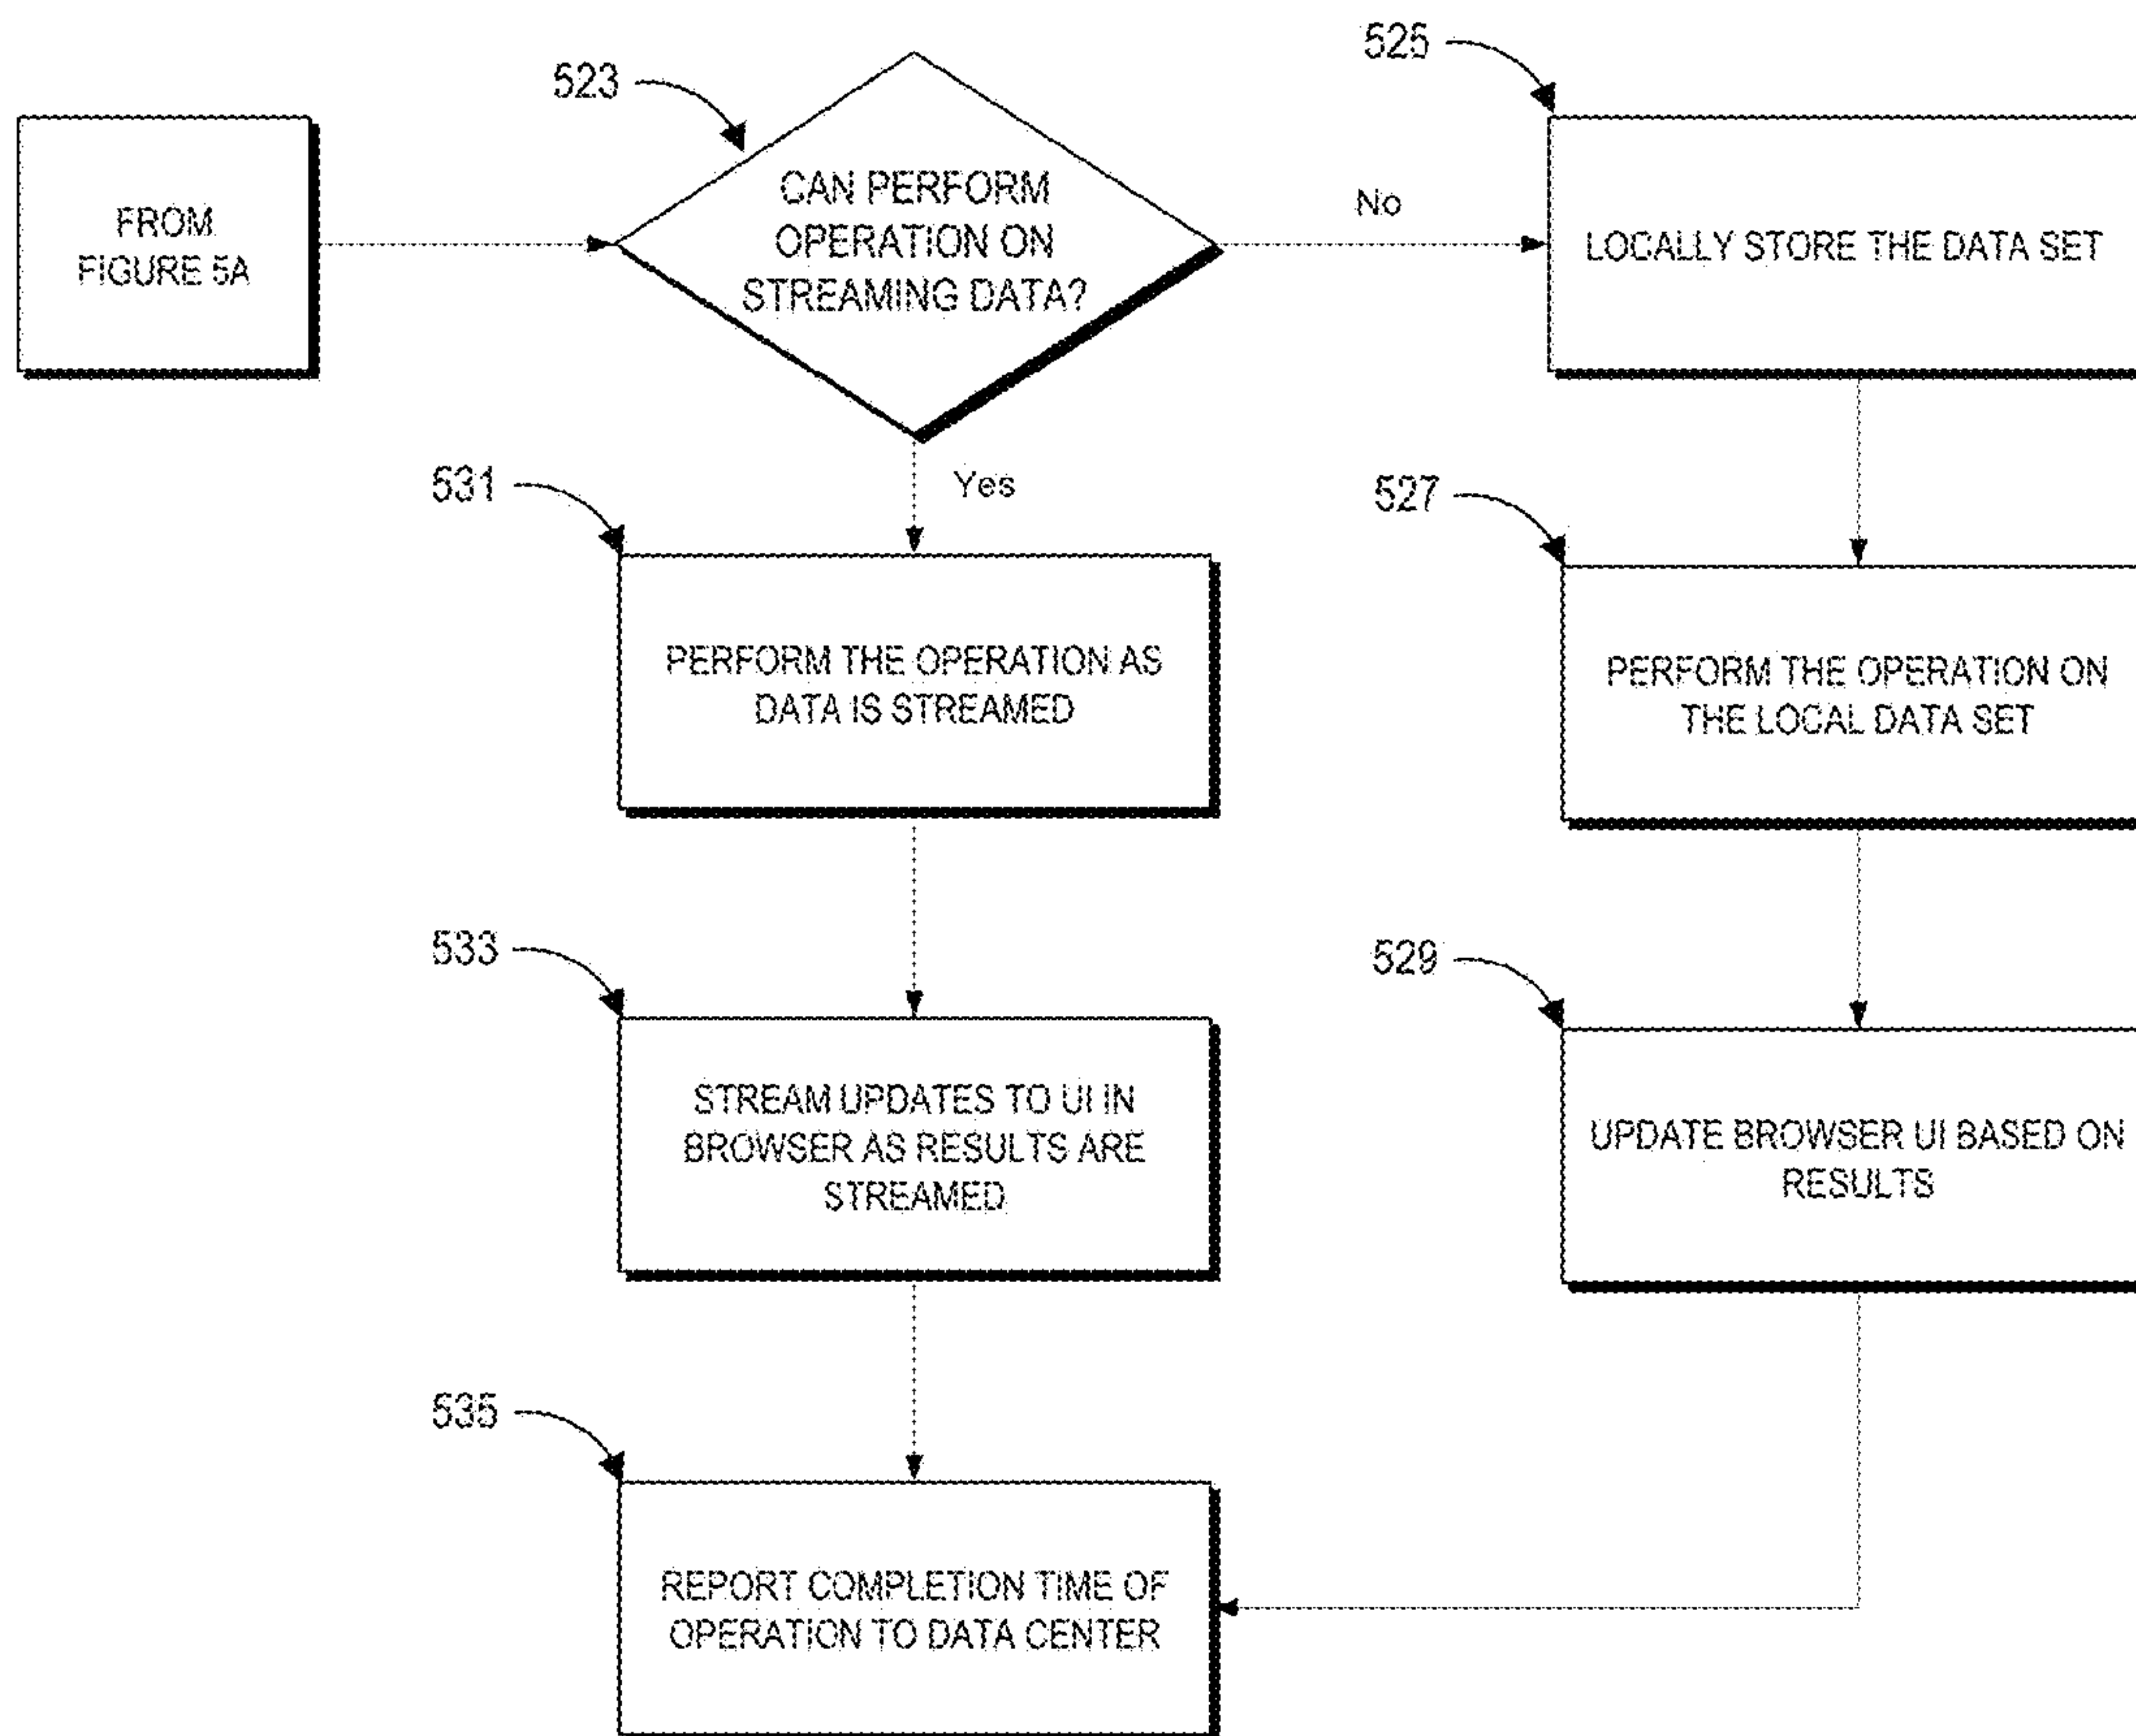 523
525
FROM
FIGURE 5A
CAN PERFORM
OPERATION ON
STREAMING DATA?
No
LOCALLY STORE THE DATA SET
Yes
531
527
PERFORM THE OPERATION AS
DATA IS STREAMED
PERFORM THE OPERATION ON
THE LOCAL DATA SET
533
529
STREAM UPDATES TO UI IN
BROWSER AS RESULTS ARE
STREAMED
UPDATE BROWSER UI BASED ON
RESULTS
535
REPORT COMPLETION TIME OF
OPERATION TO DATA CENTER